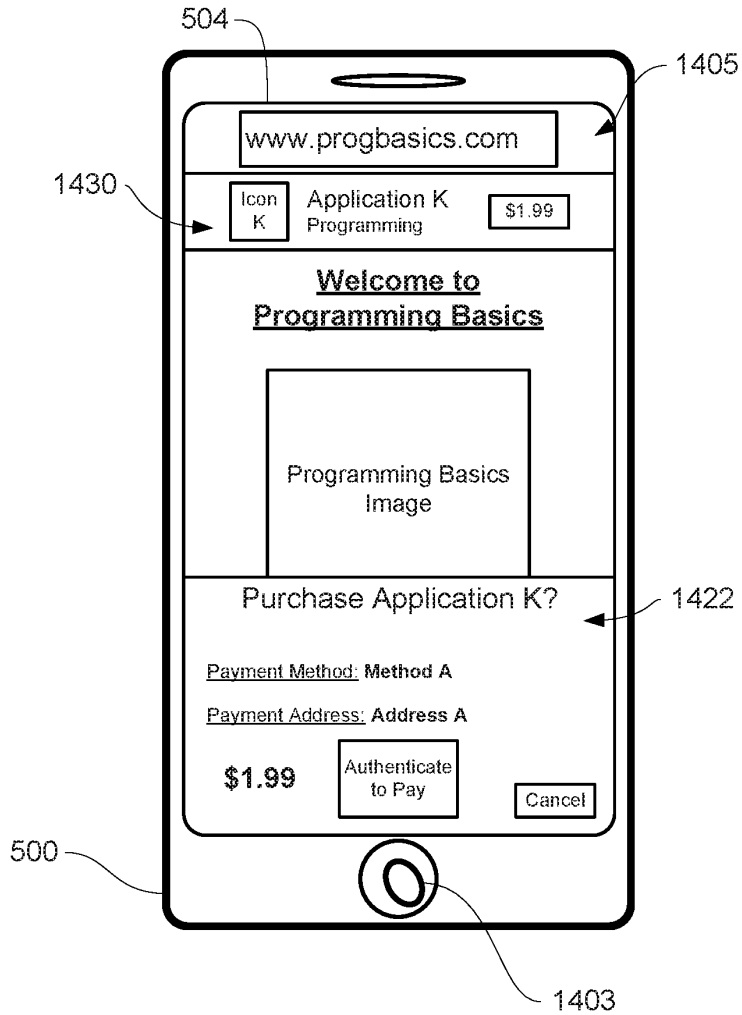 504
1405
www.progbasics.com
1430
Icon
K
Application K
Programming
$1.99
Welcome to
Programming Basics
Programming Basics
Image
Purchase Application K?
1422
Payment Method: Method A
Payment Address: Address A
$1.99
Authenticate
to Pay
Cancel
500
1403